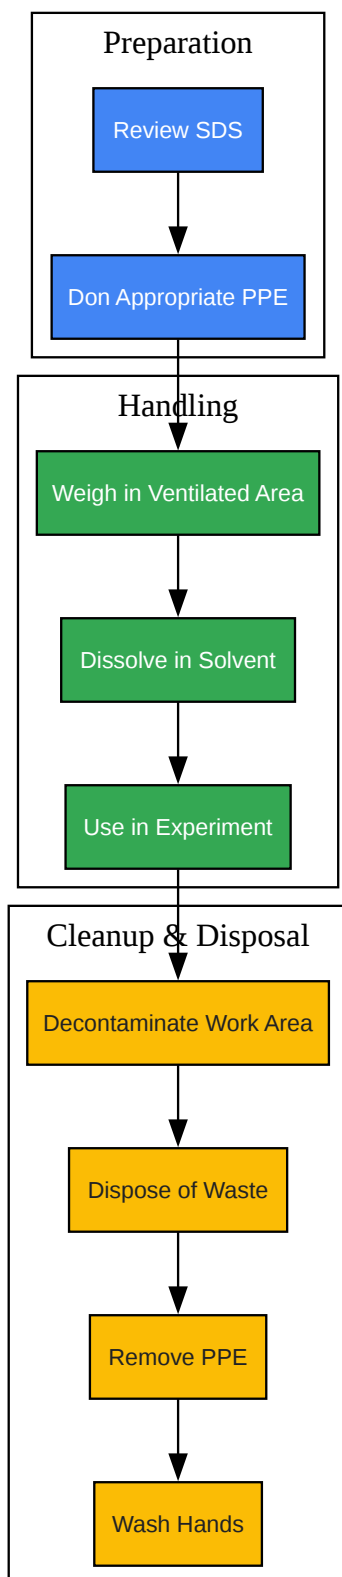 Preparation
Review SDS
Don Appropriate PPE
Handling
Weigh in Ventilated Area
Dissolve in Solvent
Use in Experiment
Cleanup & Disposal
Decontaminate Work Area
Dispose of Waste
Remove PPE
Wash Hands